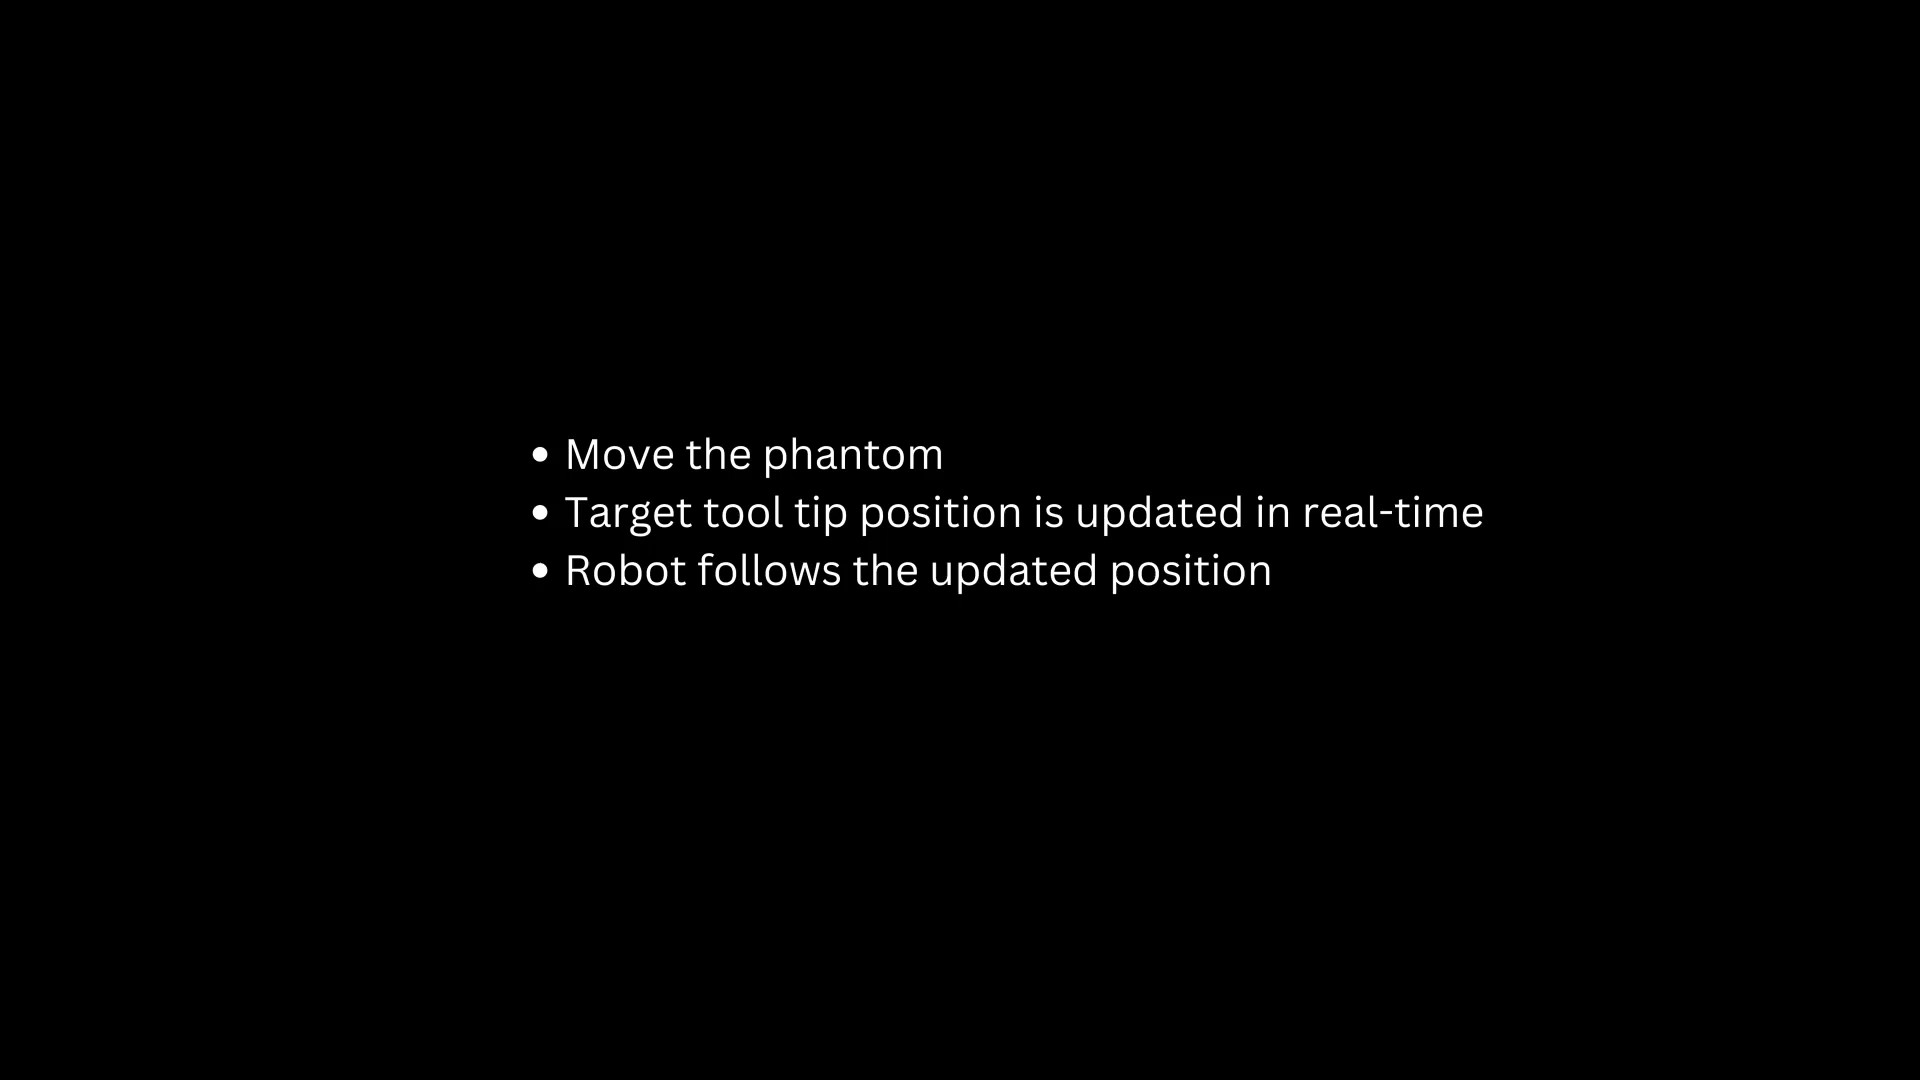 • Move the phantom
• Target tool tip position is updated in real-time
• Robot follows the updated position